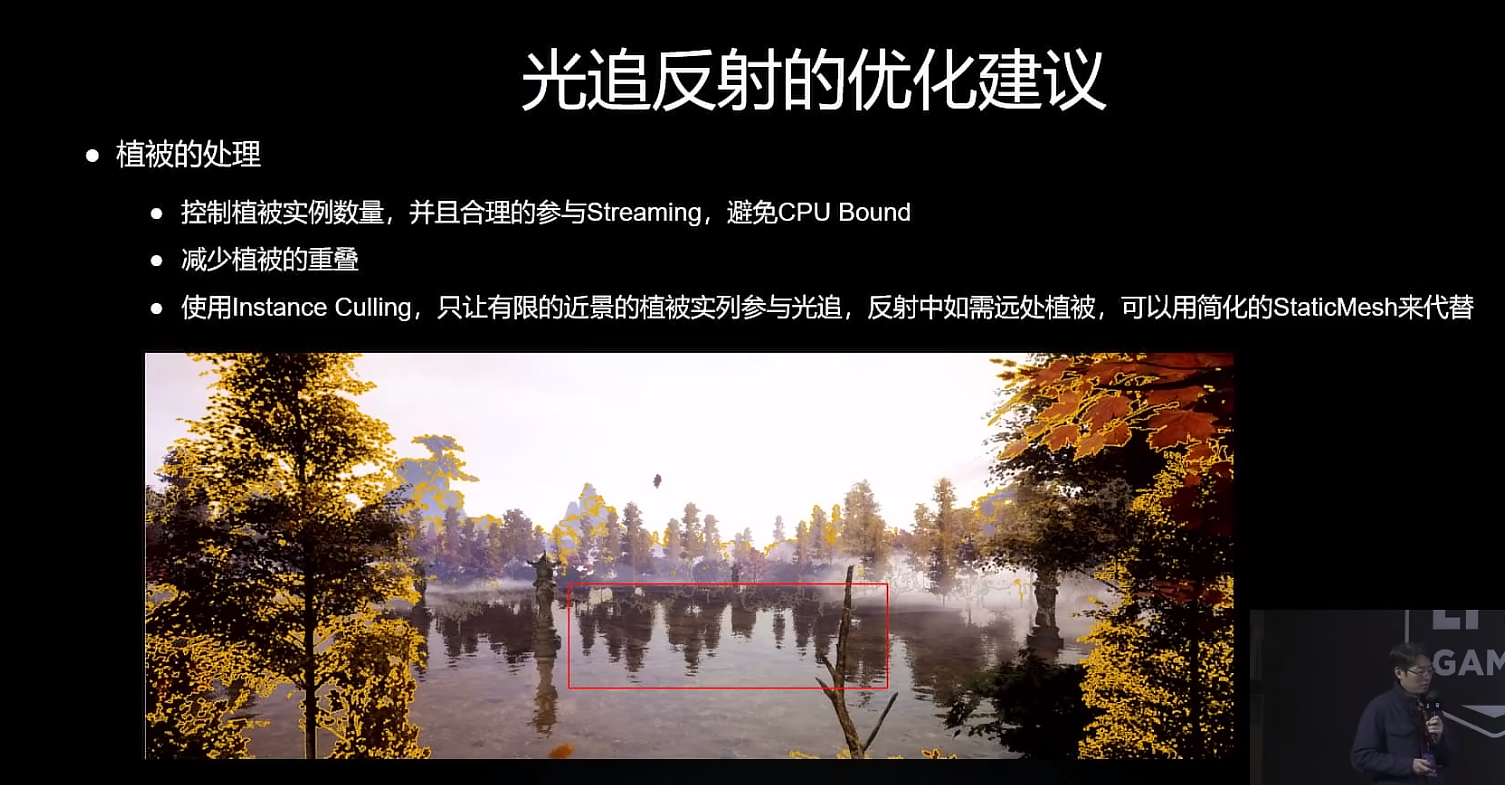 光追反射的优化建议
● 植被的处理
● 控制植被实例数量，并且合理的参与Streaming，避免CPU Bound
● 减少植被的重叠
● 使用Instance Culling，只让有限的近景的植被实列参与光追，反射中如需远处植被，可以用简化的StaticMesh来代替
GAM